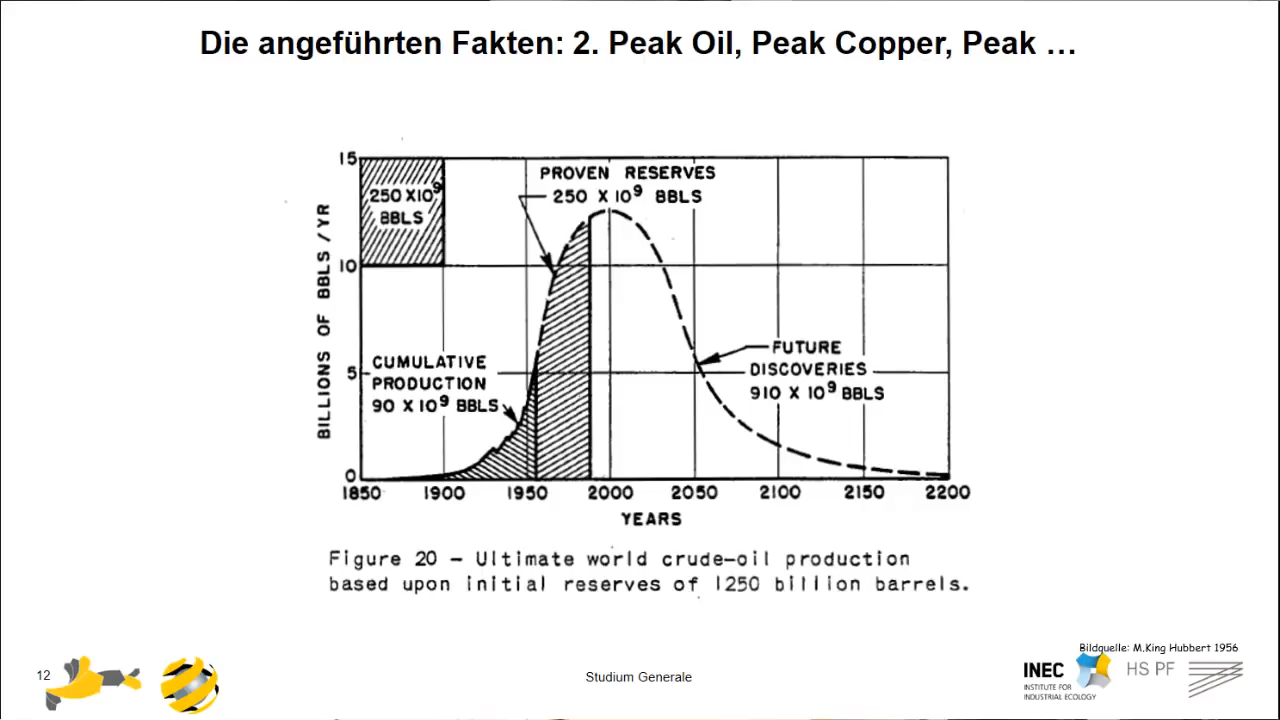 Die angeführten Fakten: 2. Peak Oil, Peak Copper, Peak …
15
10
5
0
BILLIONS OF BBLS / YR
250 X10⁹
BBLS
PROVEN RESERVES
250 X 10⁹ BBLS
CUMULATIVE
PRODUCTION
90 X 10⁹ BBLS
FUTURE
DISCOVERIES
910 X 10⁹ BBLS
1850 1900 1950 2000 2050 2100 2150 2200
YEARS
Figure 20 – Ultimate world crude-oil production
based upon initial reserves of 1250 billion barrels.
Bildquelle: M.King Hubbert 1956
12
Studium Generale
INEC
INSTITUTE FOR
INDUSTRIAL ECOLOGY
HS PF